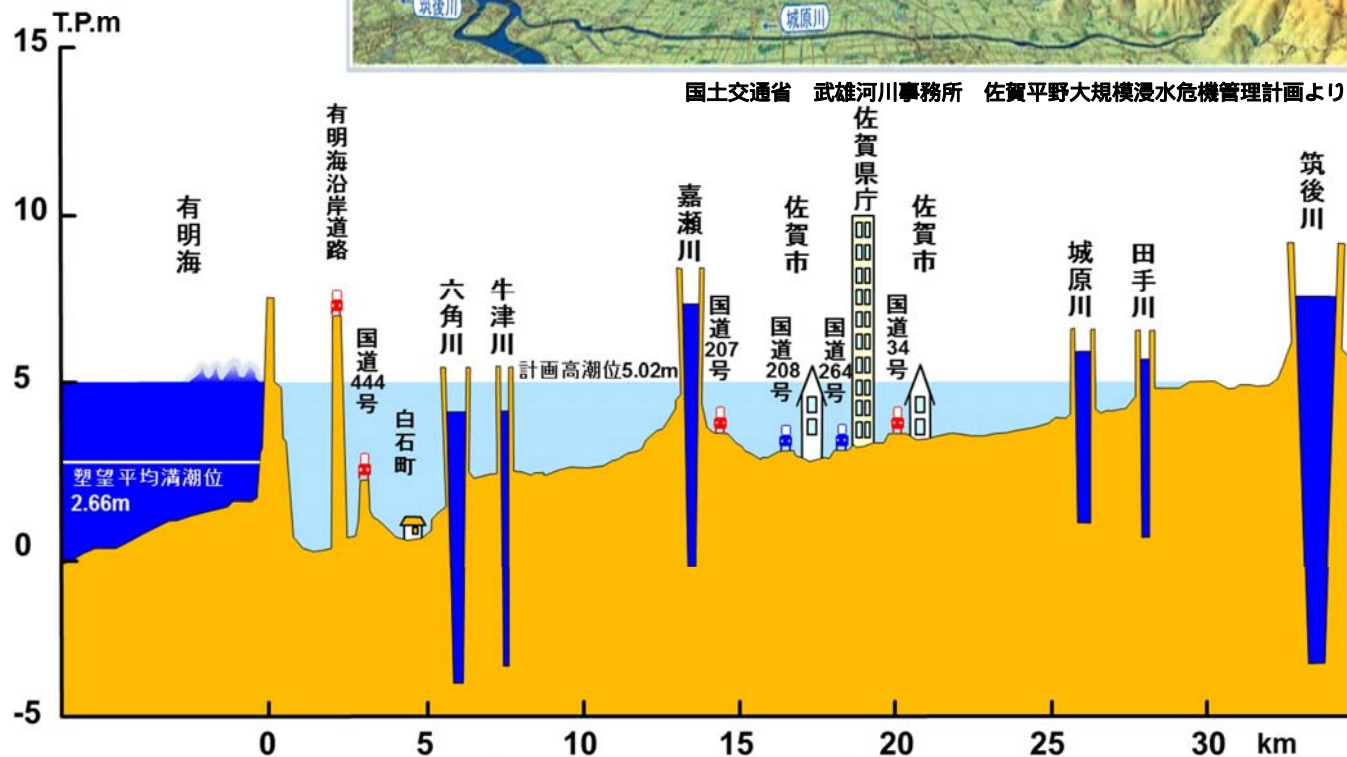 筑後川
城原川
T.P.m
国土交通省　武雄河川事務所　佐賀平野大規模浸水危機管理計画より
15
10
5
0
-5
有明海
有明海沿岸道路
国道444号
白石町
六角川
牛津川
計画高潮位5.02m
嘉瀬川
国道207号
佐賀市
国道208号
国道264号
佐賀県庁
国道34号
佐賀市
城原川
田手川
筑後川
塑望平均満潮位
2.66m
0 5 10 15 20 25 30 km